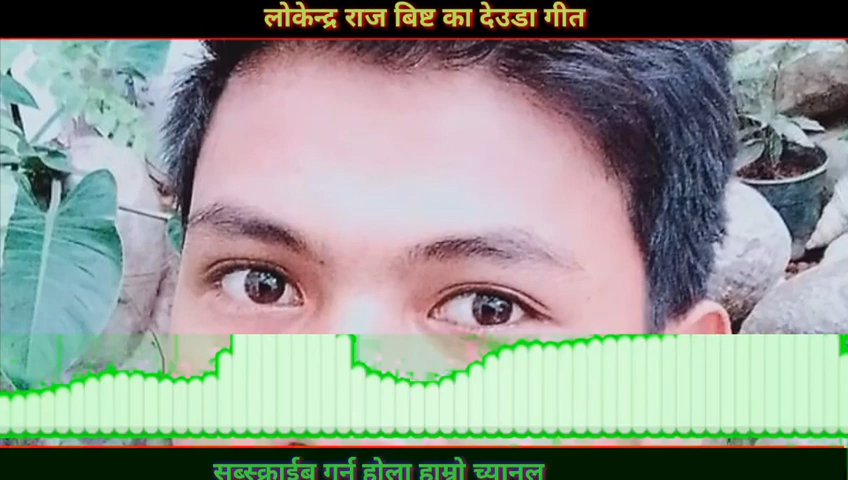 लोकेन्द्र राज बिष्ट का देउडा गीत
सब्स्क्राईब गर्नु होला हाम्रो च्यानल